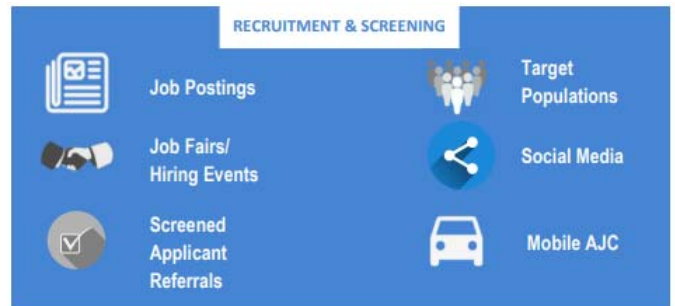 RECRUITMENT & SCREENING
Job Postings
Job Fairs/
Hiring Events
Screened
Applicant
Referrals
Target
Populations
Social Media
Mobile AJC